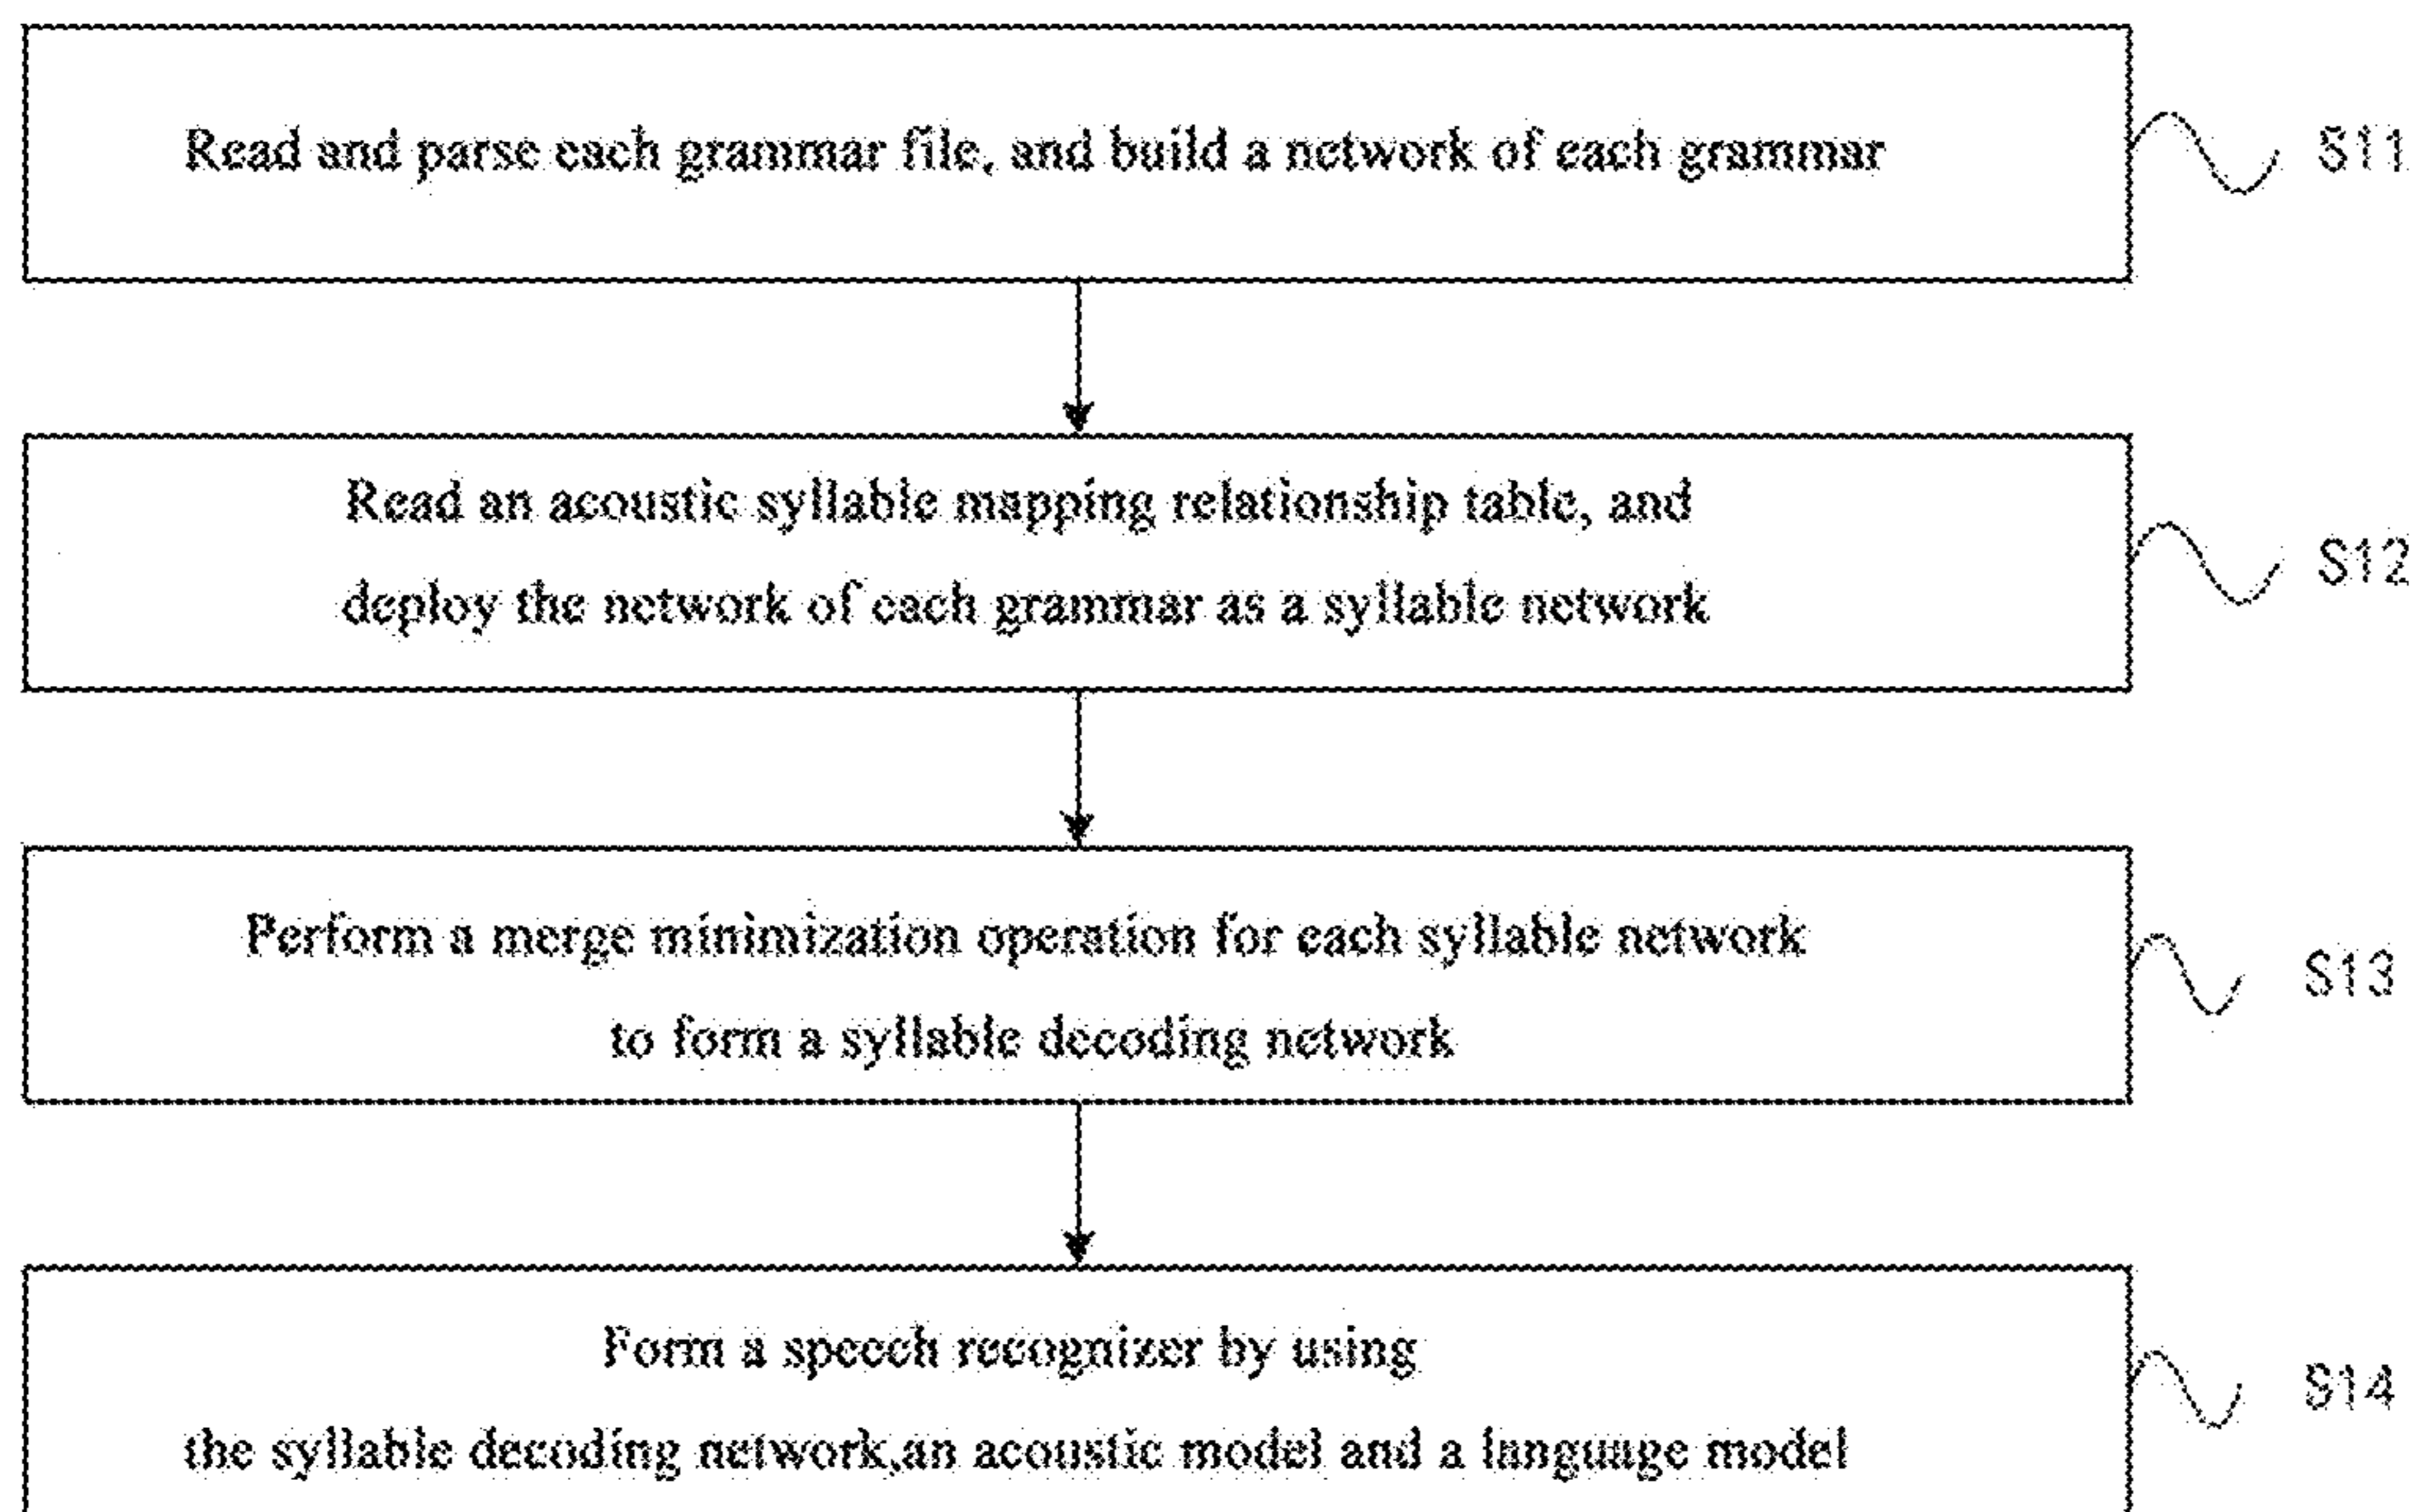 Read and parse each grammar file, and build a network of each grammar
S11
Read an acoustic syllable mapping relationship table, and
deploy the network of each grammar as a syllable network
S12
Perform a merge minimization operation for each syllable network
to form a syllable decoding network
S13
Form a speech recognizer by using
the syllable decoding network,an acoustic model and a language model
S14